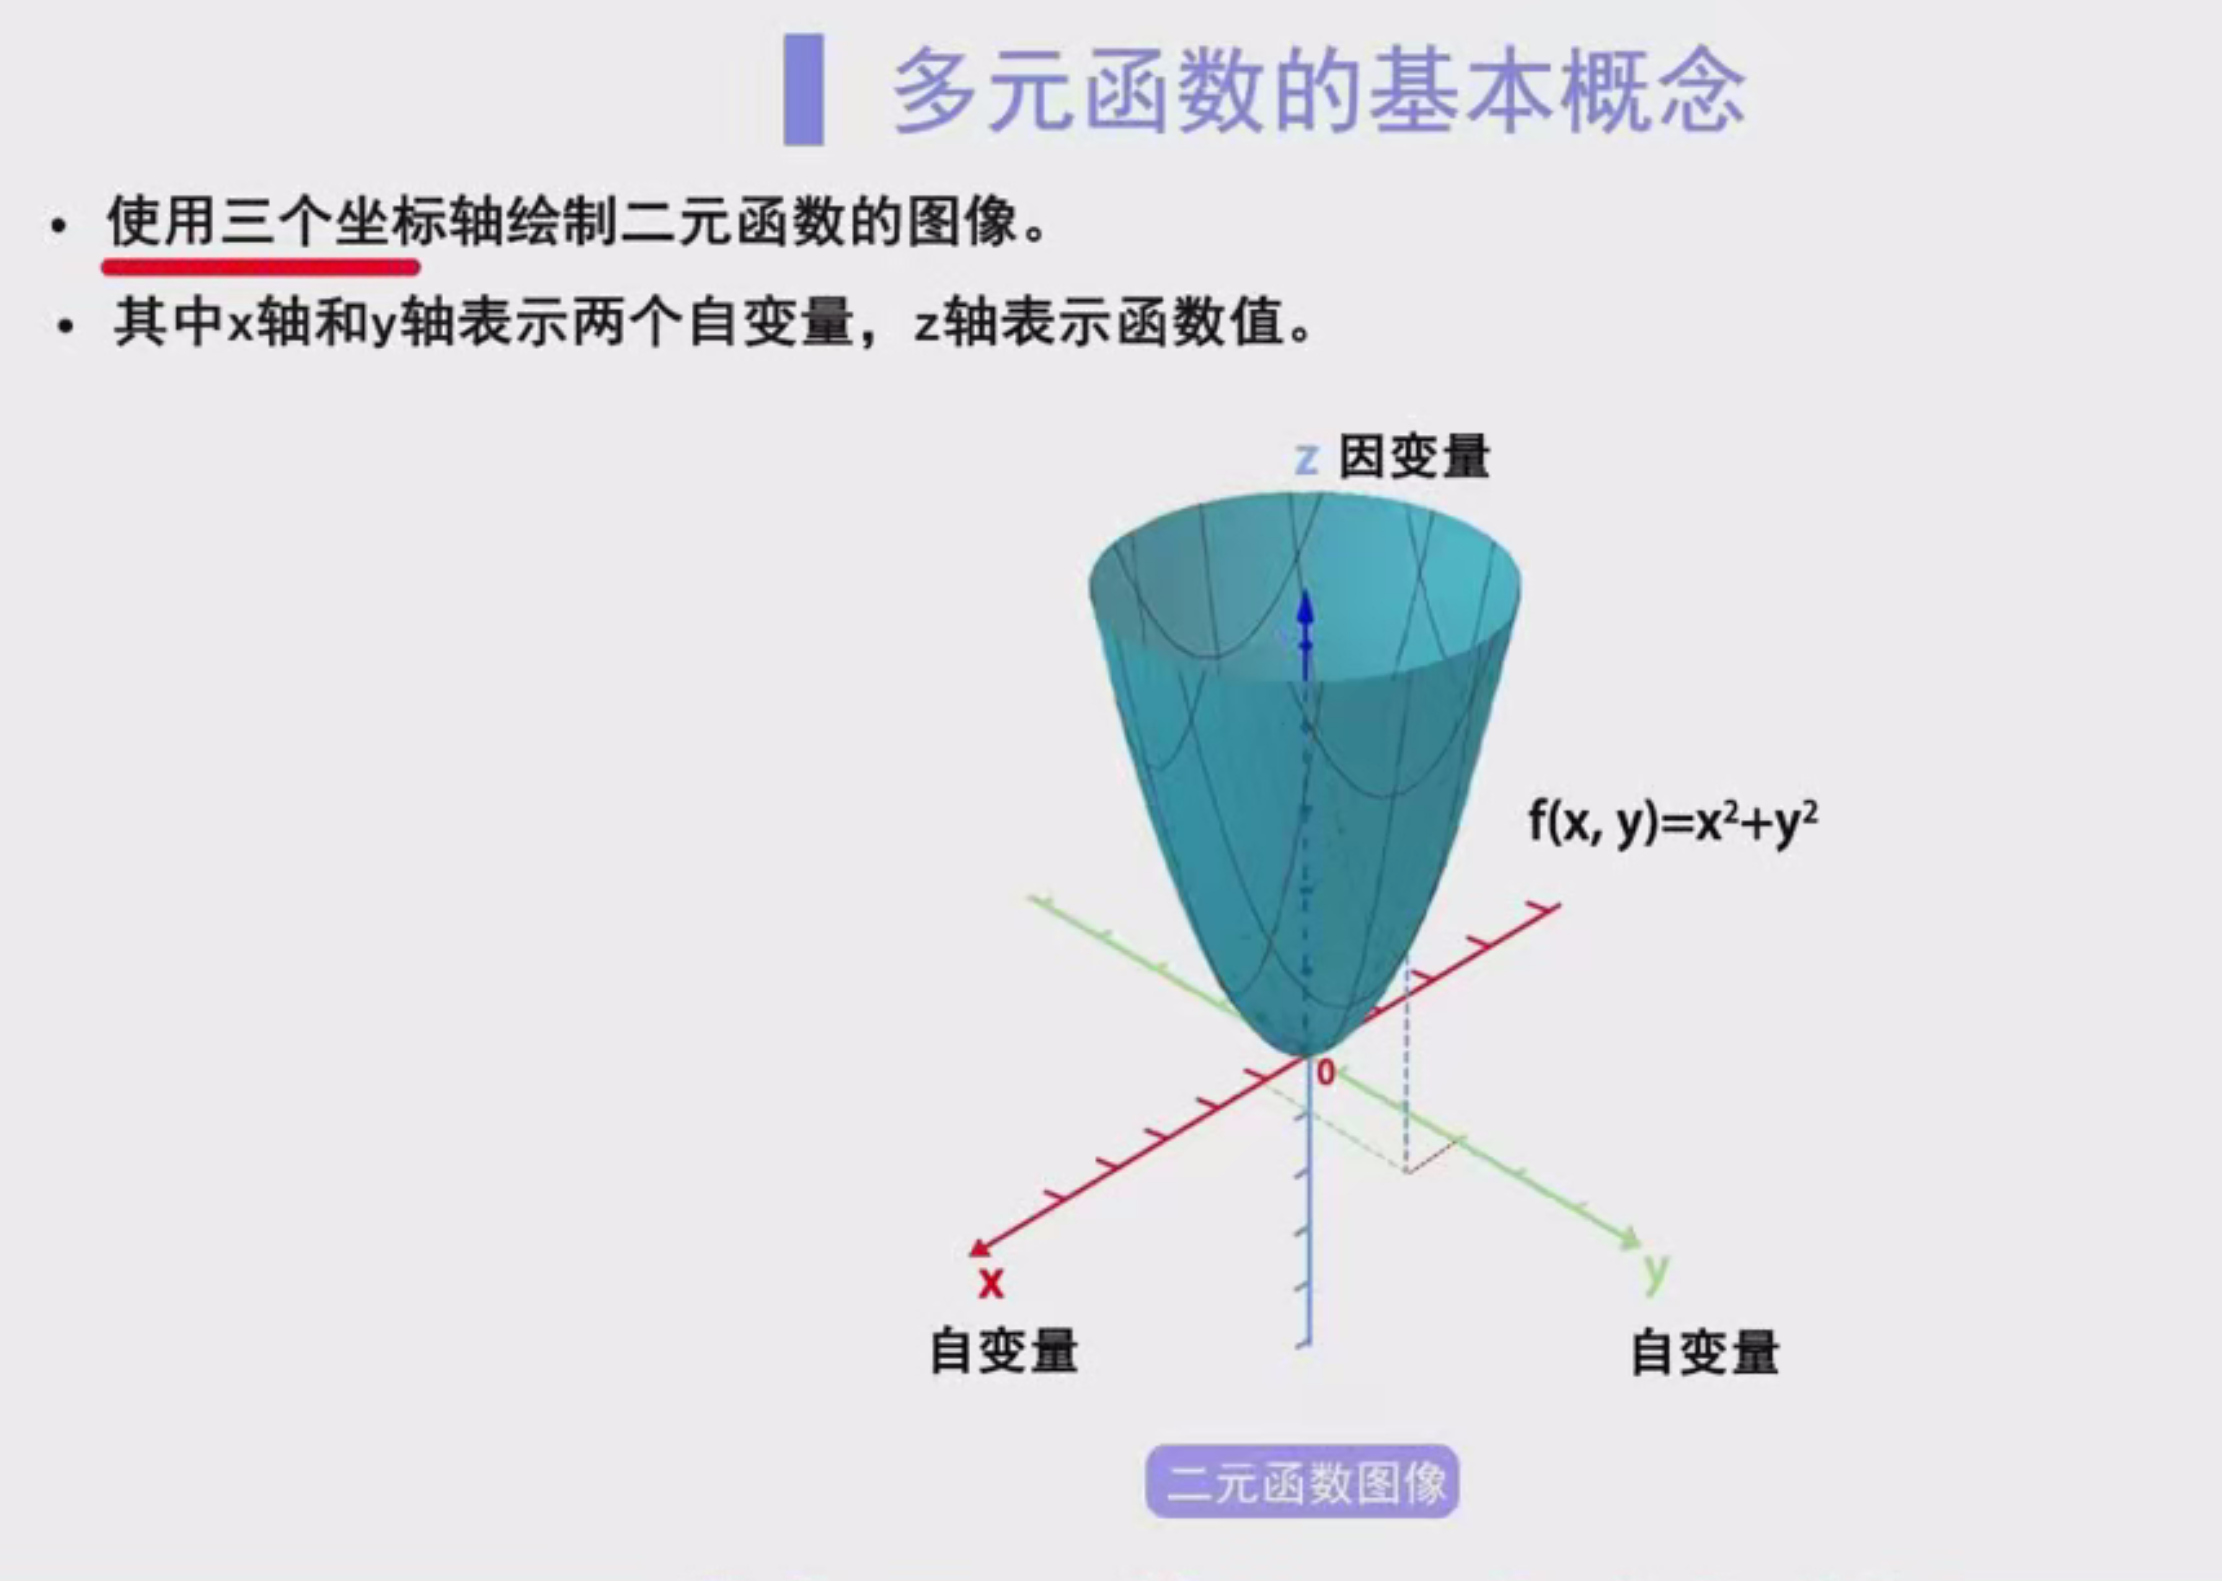 多元函数的基本概念
• 使用三个坐标轴绘制二元函数的图像。
• 其中x轴和y轴表示两个自变量，z轴表示函数值。
z 因变量
f(x, y)=x²+y²
0
x
y
自变量
自变量
二元函数图像